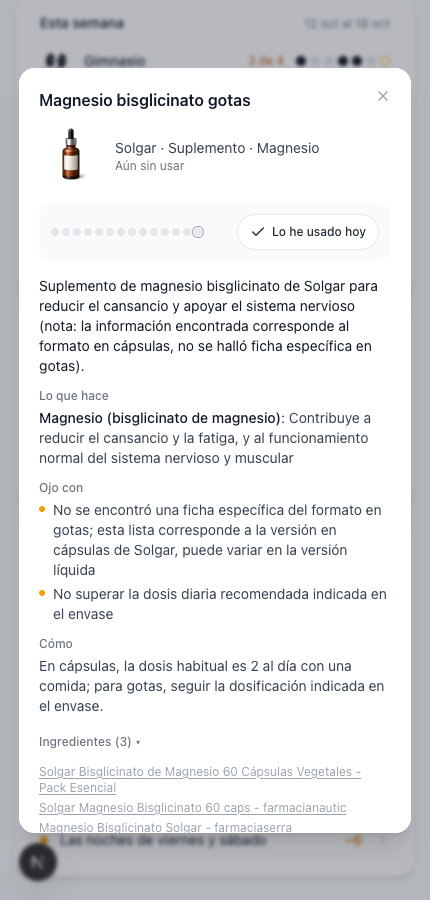 Esta semana
12 oct al 18 oct
Gimnasio
3 de 4
Magnesio bisglicinato gotas
Solgar · Suplemento · Magnesio
Aún sin usar
Lo he usado hoy
Suplemento de magnesio bisglicinato de Solgar para
reducir el cansancio y apoyar el sistema nervioso
(nota: la información encontrada corresponde al
formato en cápsulas, no se halló ficha específica en
gotas).
Lo que hace
Magnesio (bisglicinato de magnesio): Contribuye a
reducir el cansancio y la fatiga, y al funcionamiento
normal del sistema nervioso y muscular
Ojo con
No se encontró una ficha específica del formato en
gotas; esta lista corresponde a la versión en
cápsulas de Solgar, puede variar en la versión
líquida
No superar la dosis diaria recomendada indicada en
el envase
Cómo
En cápsulas, la dosis habitual es 2 al día con una
comida; para gotas, seguir la dosificación indicada en
el envase.
Ingredientes (3) ▾
Solgar Bisglicinato de Magnesio 60 Cápsulas Vegetales -
Pack Esencial
Solgar Magnesio Bisglicinato 60 caps - farmacianautic
Magnesio Bisglicinato Solgar - farmaciaserra
Las noches de viernes y sábado
−6
N